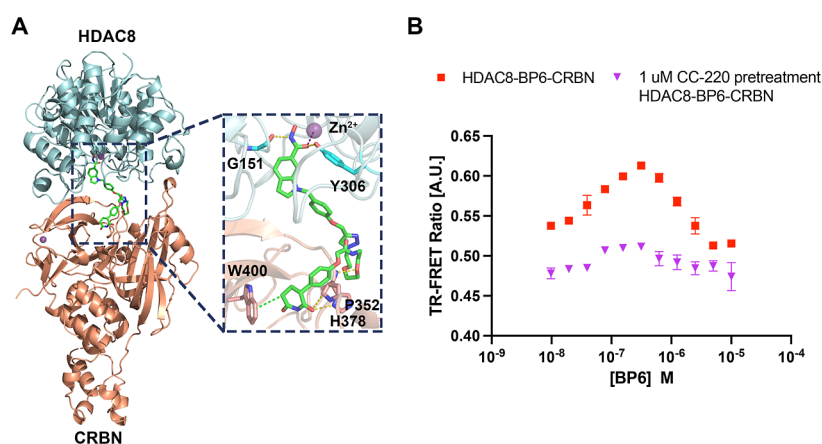 A
HDAC8
Zn2+
G151
Y306
W400
P352
H378
CRBN
B
HDAC8-BP6-CRBN
1 uM CC-220 pretreatment
HDAC8-BP6-CRBN
TR-FRET Ratio [A.U.]
0.65
0.60
0.55
0.50
0.45
0.40
10-9 10-8 10-7 10-6 10-5 10-4
[BP6] M